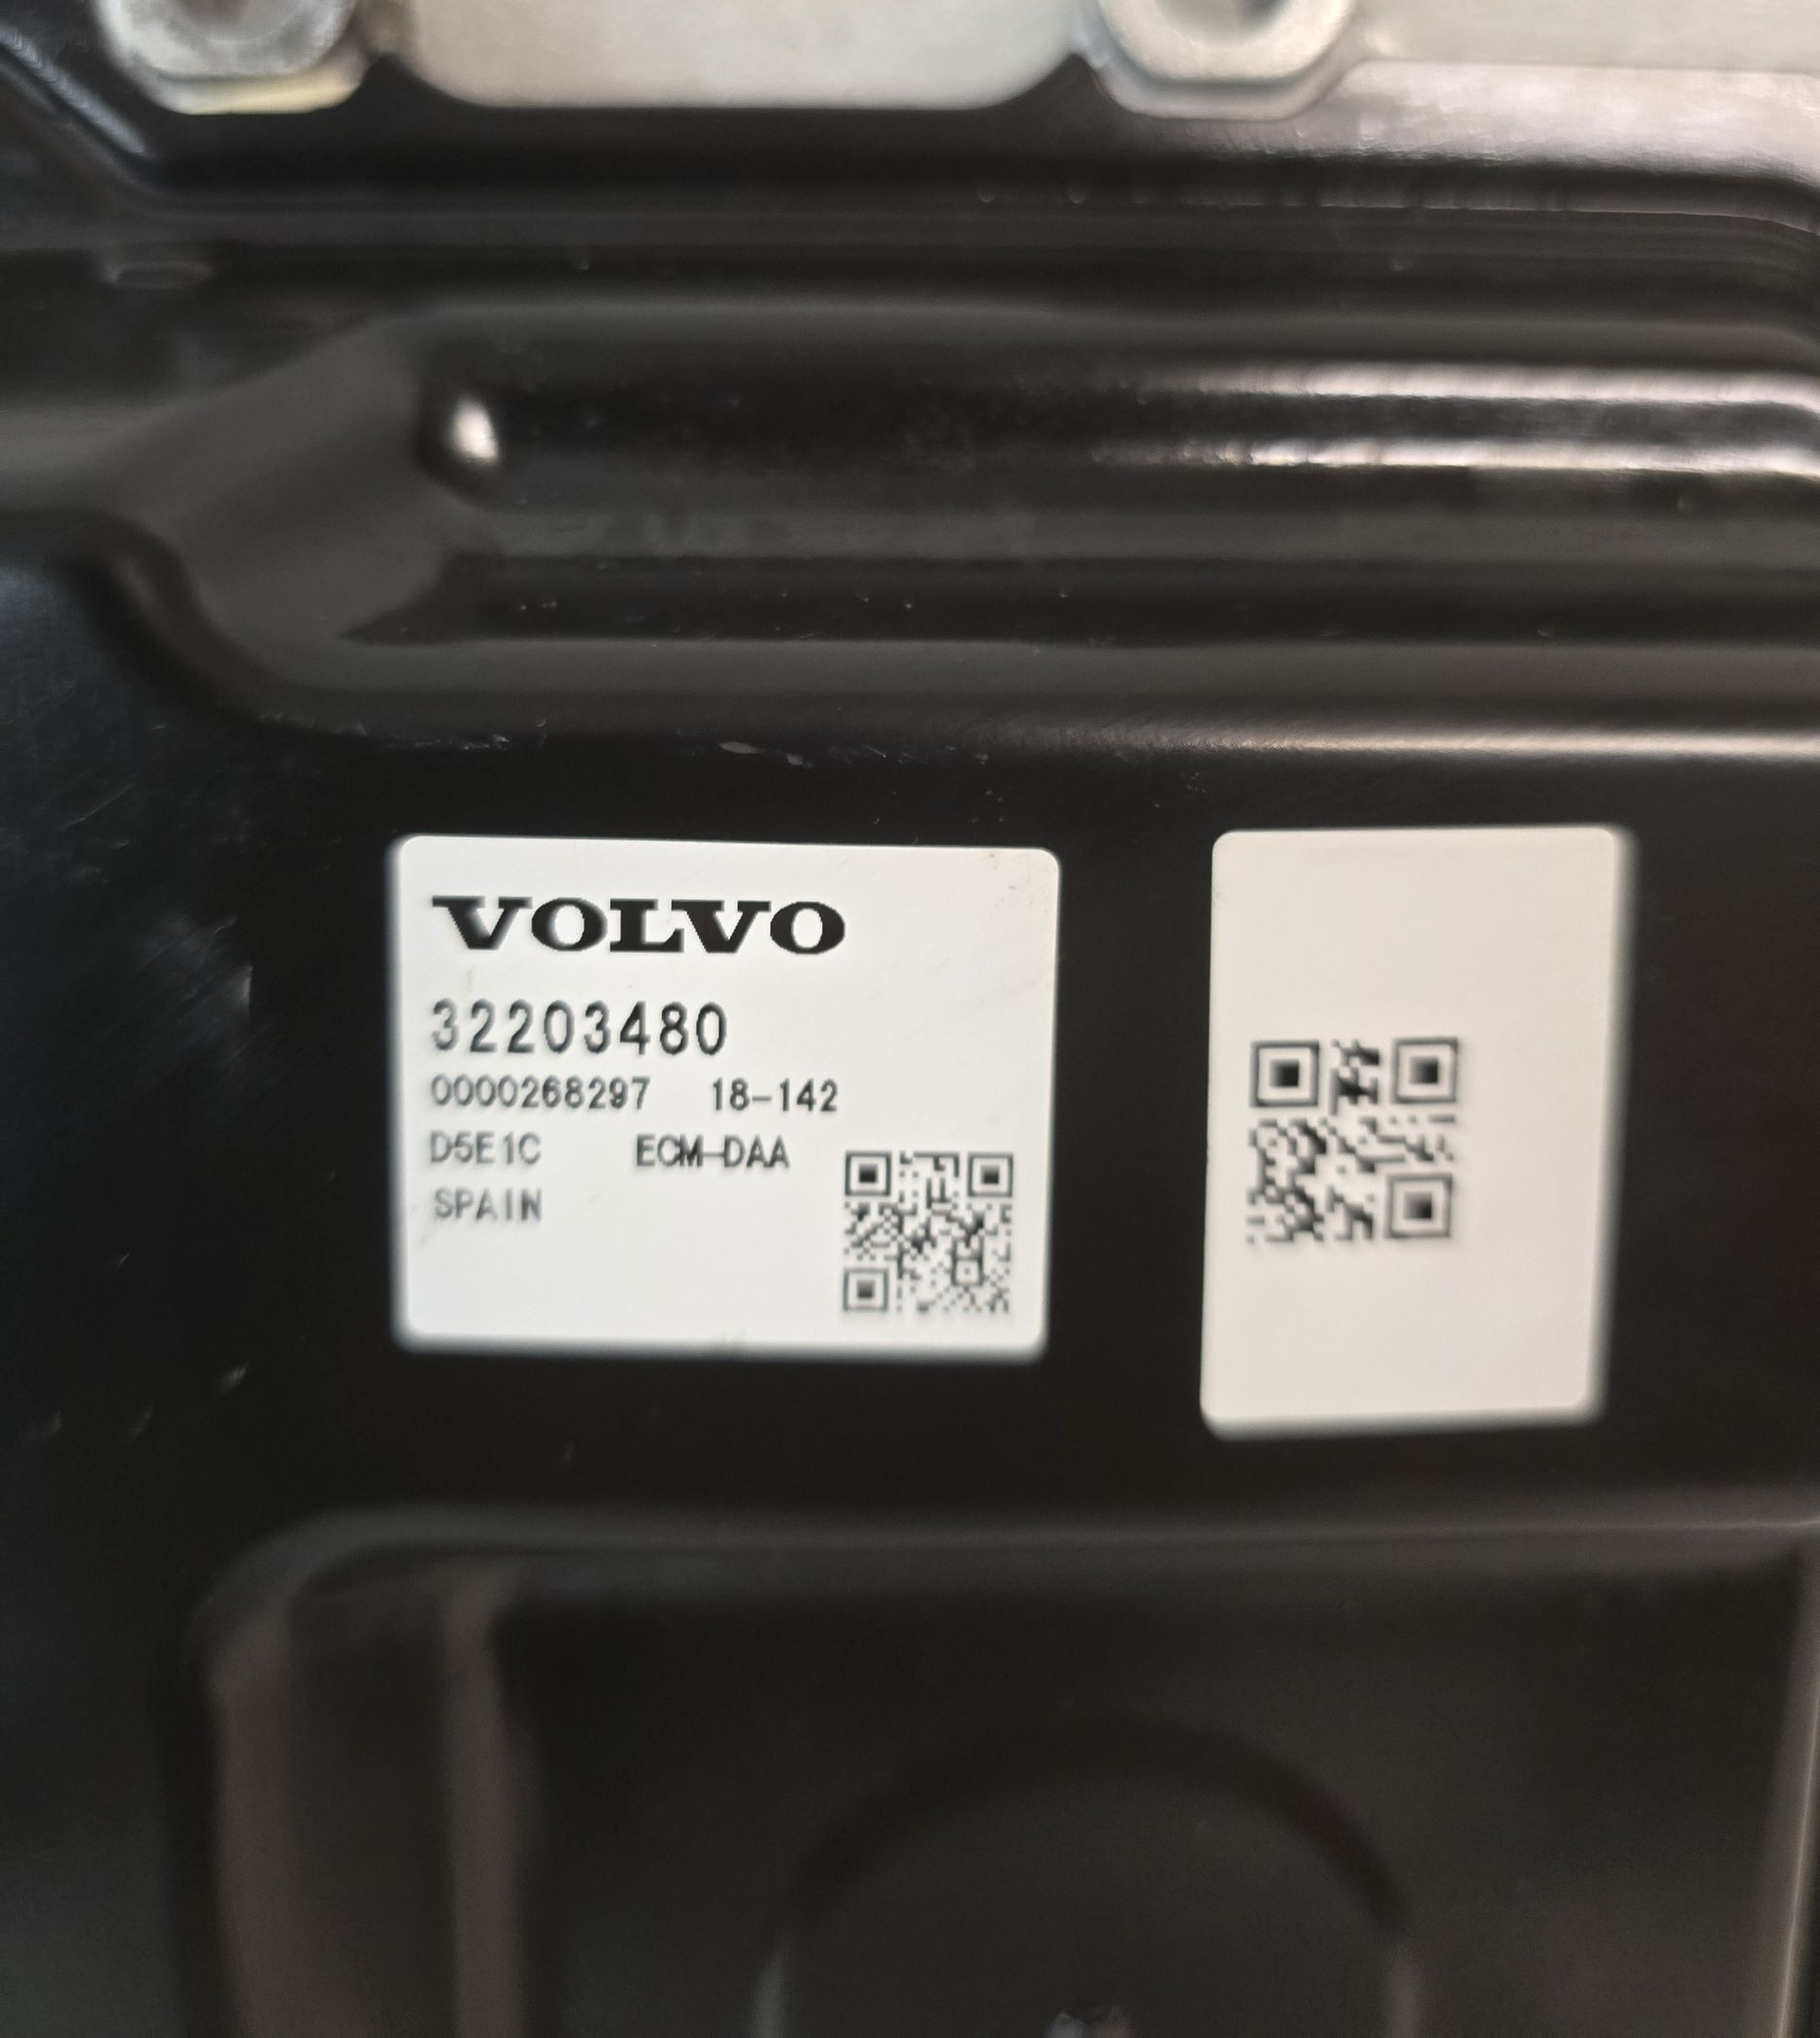 VOLVO
32203480
0000268297 18-142
D5E1C ECM-DAA
SPAIN